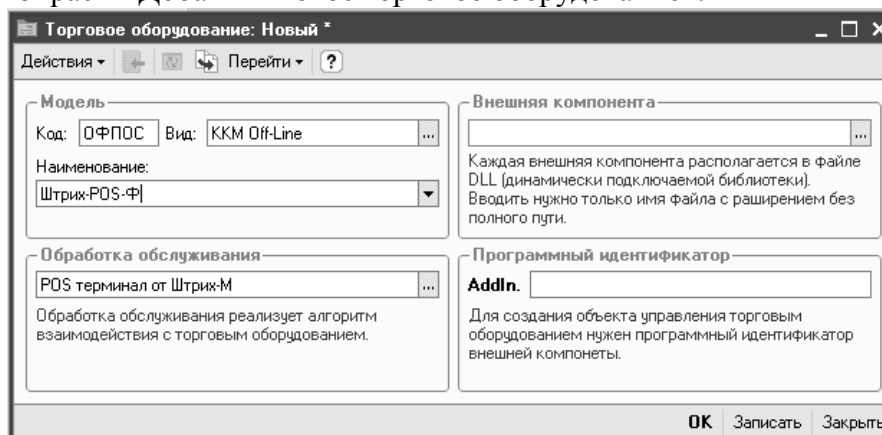 Торговое оборудование: Новый *
Действия Перейти ?
Модель
Код: ОФПОС Вид: ККМ Off-Line ...
Наименование:
Штрих-POS-Ф
Внешняя компонента
...
Каждая внешняя компонента располагается в файле
DLL (динамически подключаемой библиотеки).
Вводить нужно только имя файла с раширением без
полного пути.
Обработка обслуживания
POS терминал от Штрих-М ...
Обработка обслуживания реализует алгоритм
взаимодействия с торговым оборудованием.
Программный идентификатор
AddIn.
Для создания объекта управления торговым
оборудованием нужен программный идентификатор
внешней компонеты.
OK Записать Закрыть